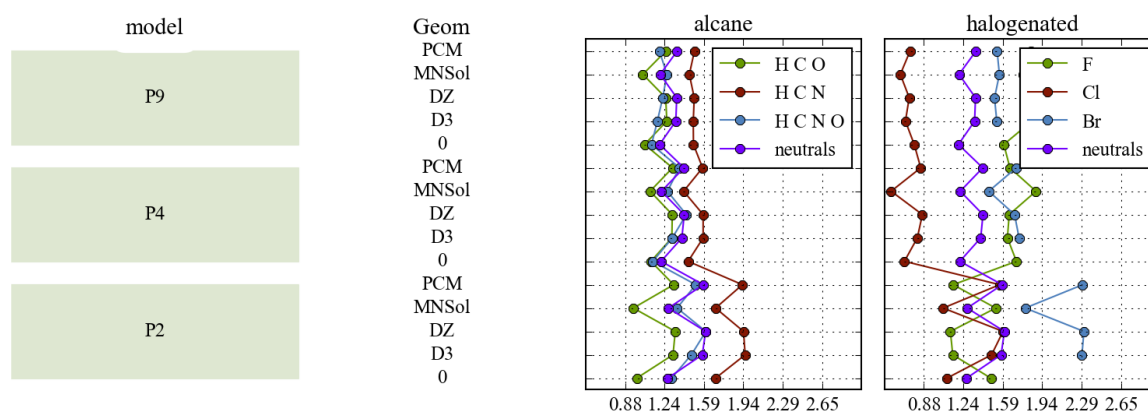 model
Geom
alcane
halogenated
PCM
MNSol
P9
DZ
D3
0
PCM
MNSol
P4
DZ
D3
0
PCM
MNSol
P2
DZ
D3
0
H C O
H C N
H C N O
neutrals
F
Cl
Br
neutrals
0.88 1.24 1.59 1.94 2.29 2.65
0.88 1.24 1.59 1.94 2.29 2.65